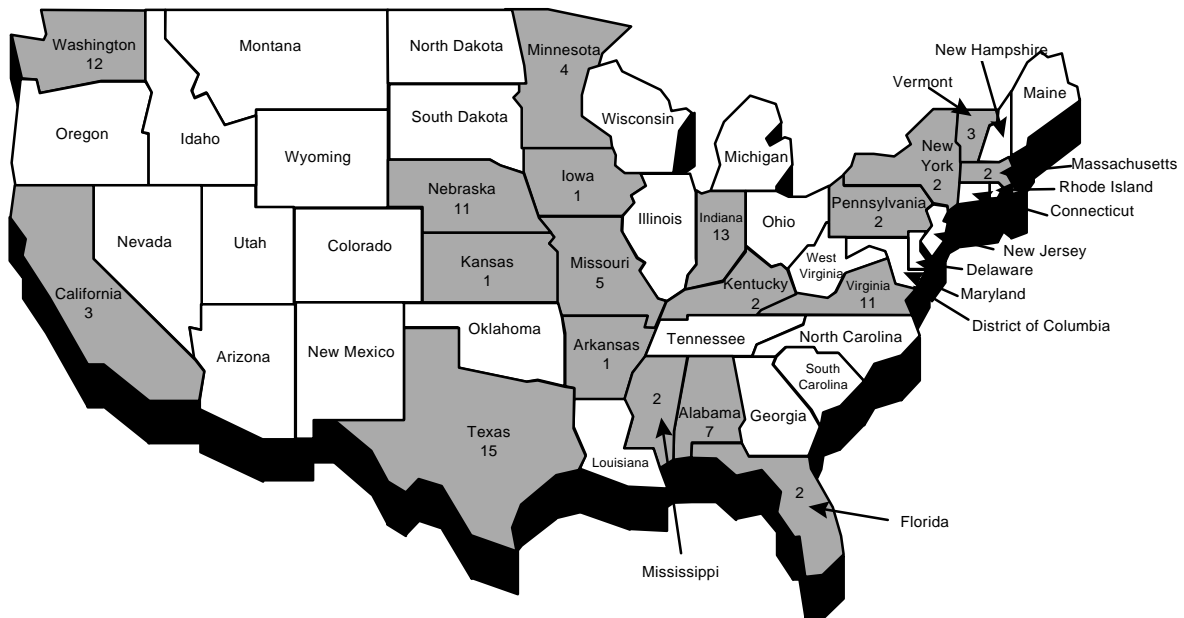 Washington
12
Montana
North Dakota
Minnesota
4
New Hampshire
Vermont
Maine
Oregon
Idaho
Wyoming
South Dakota
Wisconsin
Michigan
3
New
York
2
2
Massachusetts
Rhode Island
Connecticut
Nebraska
11
Iowa
1
Illinois
Indiana
13
Ohio
Pennsylvania
2
New Jersey
Delaware
Maryland
District of Columbia
Nevada
Utah
Colorado
Kansas
1
Missouri
5
Kentucky
2
West
Virginia
Virginia
11
California
3
Arizona
New Mexico
Oklahoma
Arkansas
1
Tennessee
North Carolina
South
Carolina
Texas
15
Louisiana
2
Alabama
7
Georgia
2
Florida
Mississippi